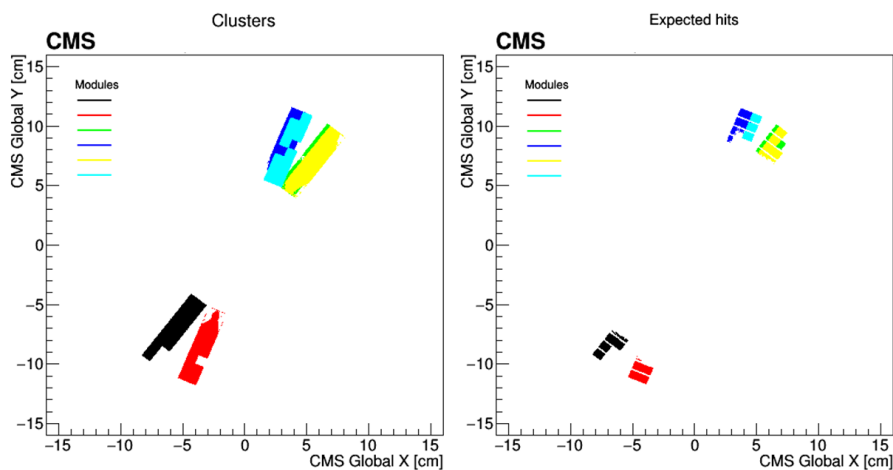 Clusters
CMS
CMS Global Y [cm]
15
10
5
0
−5
−10
−15
Modules
−15 −10 −5 0 5 10 15
CMS Global X [cm]
Expected hits
CMS
CMS Global Y [cm]
15
10
5
0
−5
−10
−15
Modules
−15 −10 −5 0 5 10 15
CMS Global X [cm]